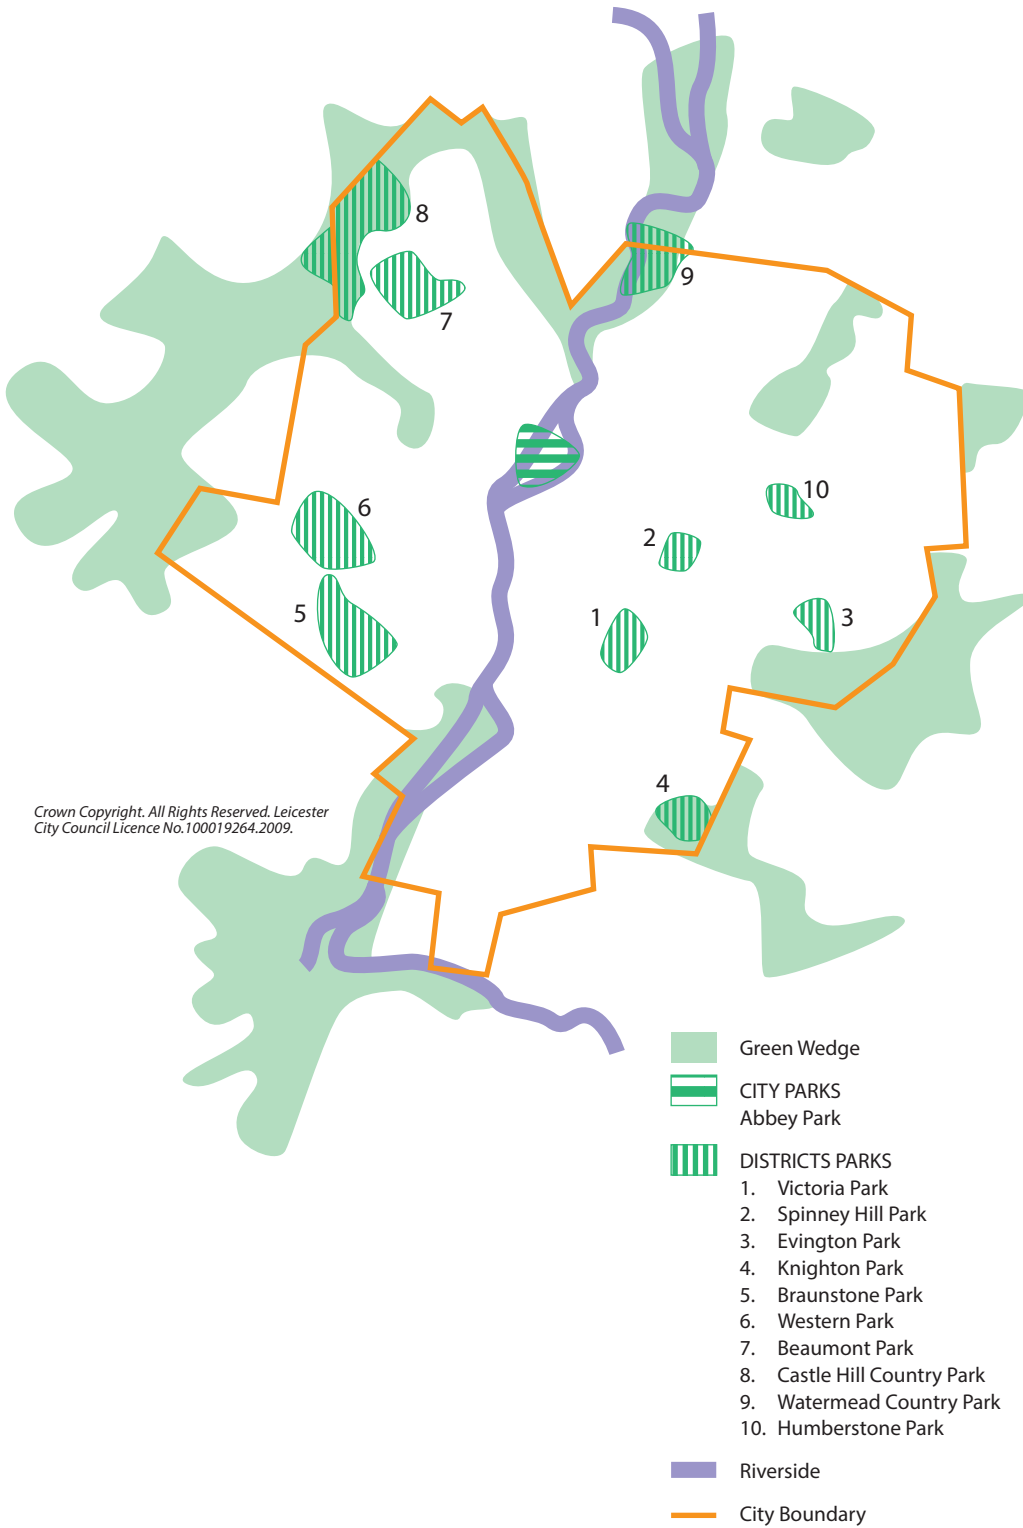 8
9
7
10
6
2
5
1
3
4
Crown Copyright. All Rights Reserved. Leicester
City Council Licence No.100019264.2009.
Green Wedge
CITY PARKS
Abbey Park
DISTRICTS PARKS
1. Victoria Park
2. Spinney Hill Park
3. Evington Park
4. Knighton Park
5. Braunstone Park
6. Western Park
7. Beaumont Park
8. Castle Hill Country Park
9. Watermead Country Park
10. Humberstone Park
Riverside
City Boundary